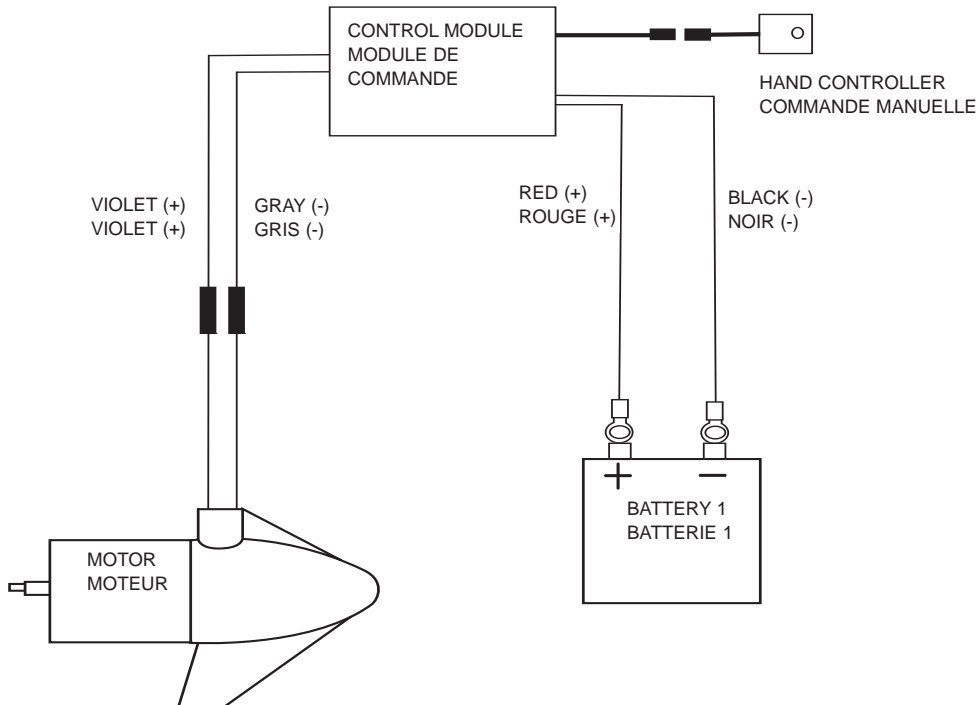 CONTROL MODULE
MODULE DE
COMMANDE
HAND CONTROLLER
COMMANDE MANUELLE
VIOLET (+)
VIOLET (+)
GRAY (-)
GRIS (-)
RED (+)
ROUGE (+)
BLACK (-)
NOIR (-)
+ −
BATTERY 1
BATTERIE 1
MOTOR
MOTEUR